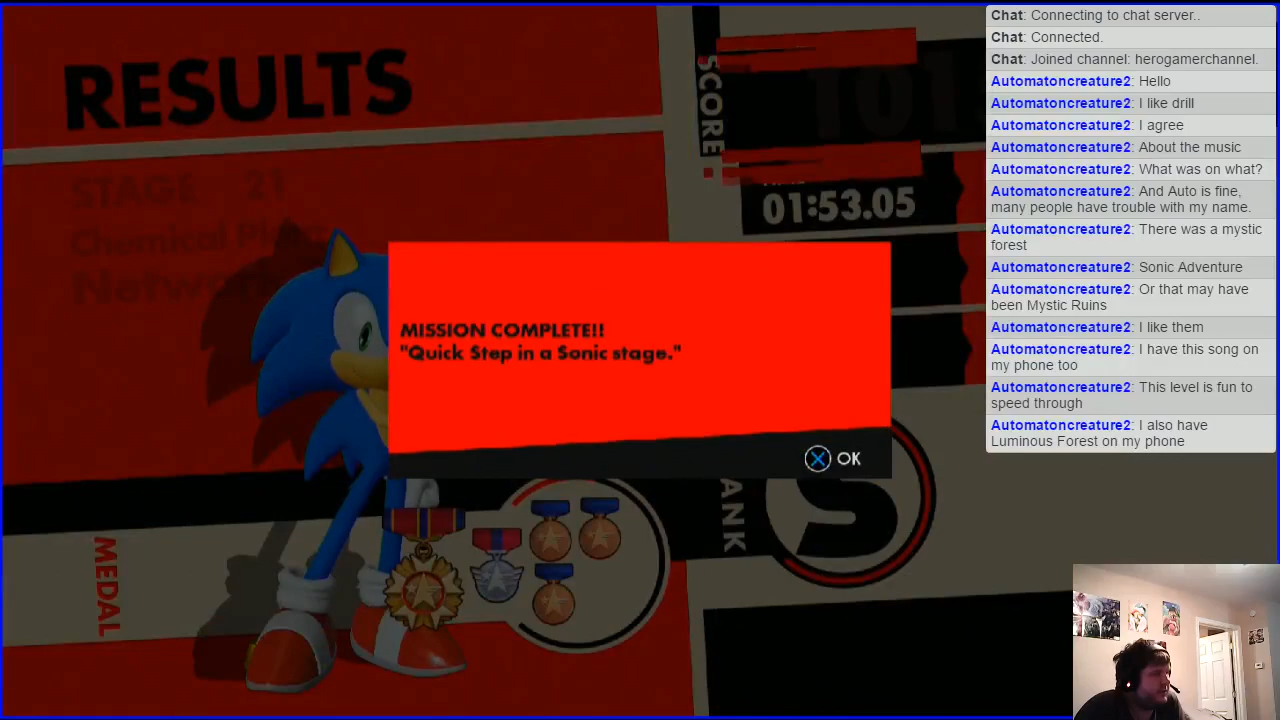 RESULTS
SCORE
01:53.05
STAGE 21
Chemical
Network
MISSION COMPLETE!!
"Quick Step in a Sonic stage."
OK
MEDAL
S
Chat: Connecting to chat server..
Chat: Connected.
Chat: Joined channel: herogamerchannel.
Automatoncreature2: Hello
Automatoncreature2: I like drill
Automatoncreature2: I agree
Automatoncreature2: About the music
Automatoncreature2: What was on what?
Automatoncreature2: And Auto is fine,
many people have trouble with my name.
Automatoncreature2: There was a mystic
forest
Automatoncreature2: Sonic Adventure
Automatoncreature2: Or that may have
been Mystic Ruins
Automatoncreature2: I like them
Automatoncreature2: I have this song on
my phone too
Automatoncreature2: This level is fun to
speed through
Automatoncreature2: I also have
Luminous Forest on my phone